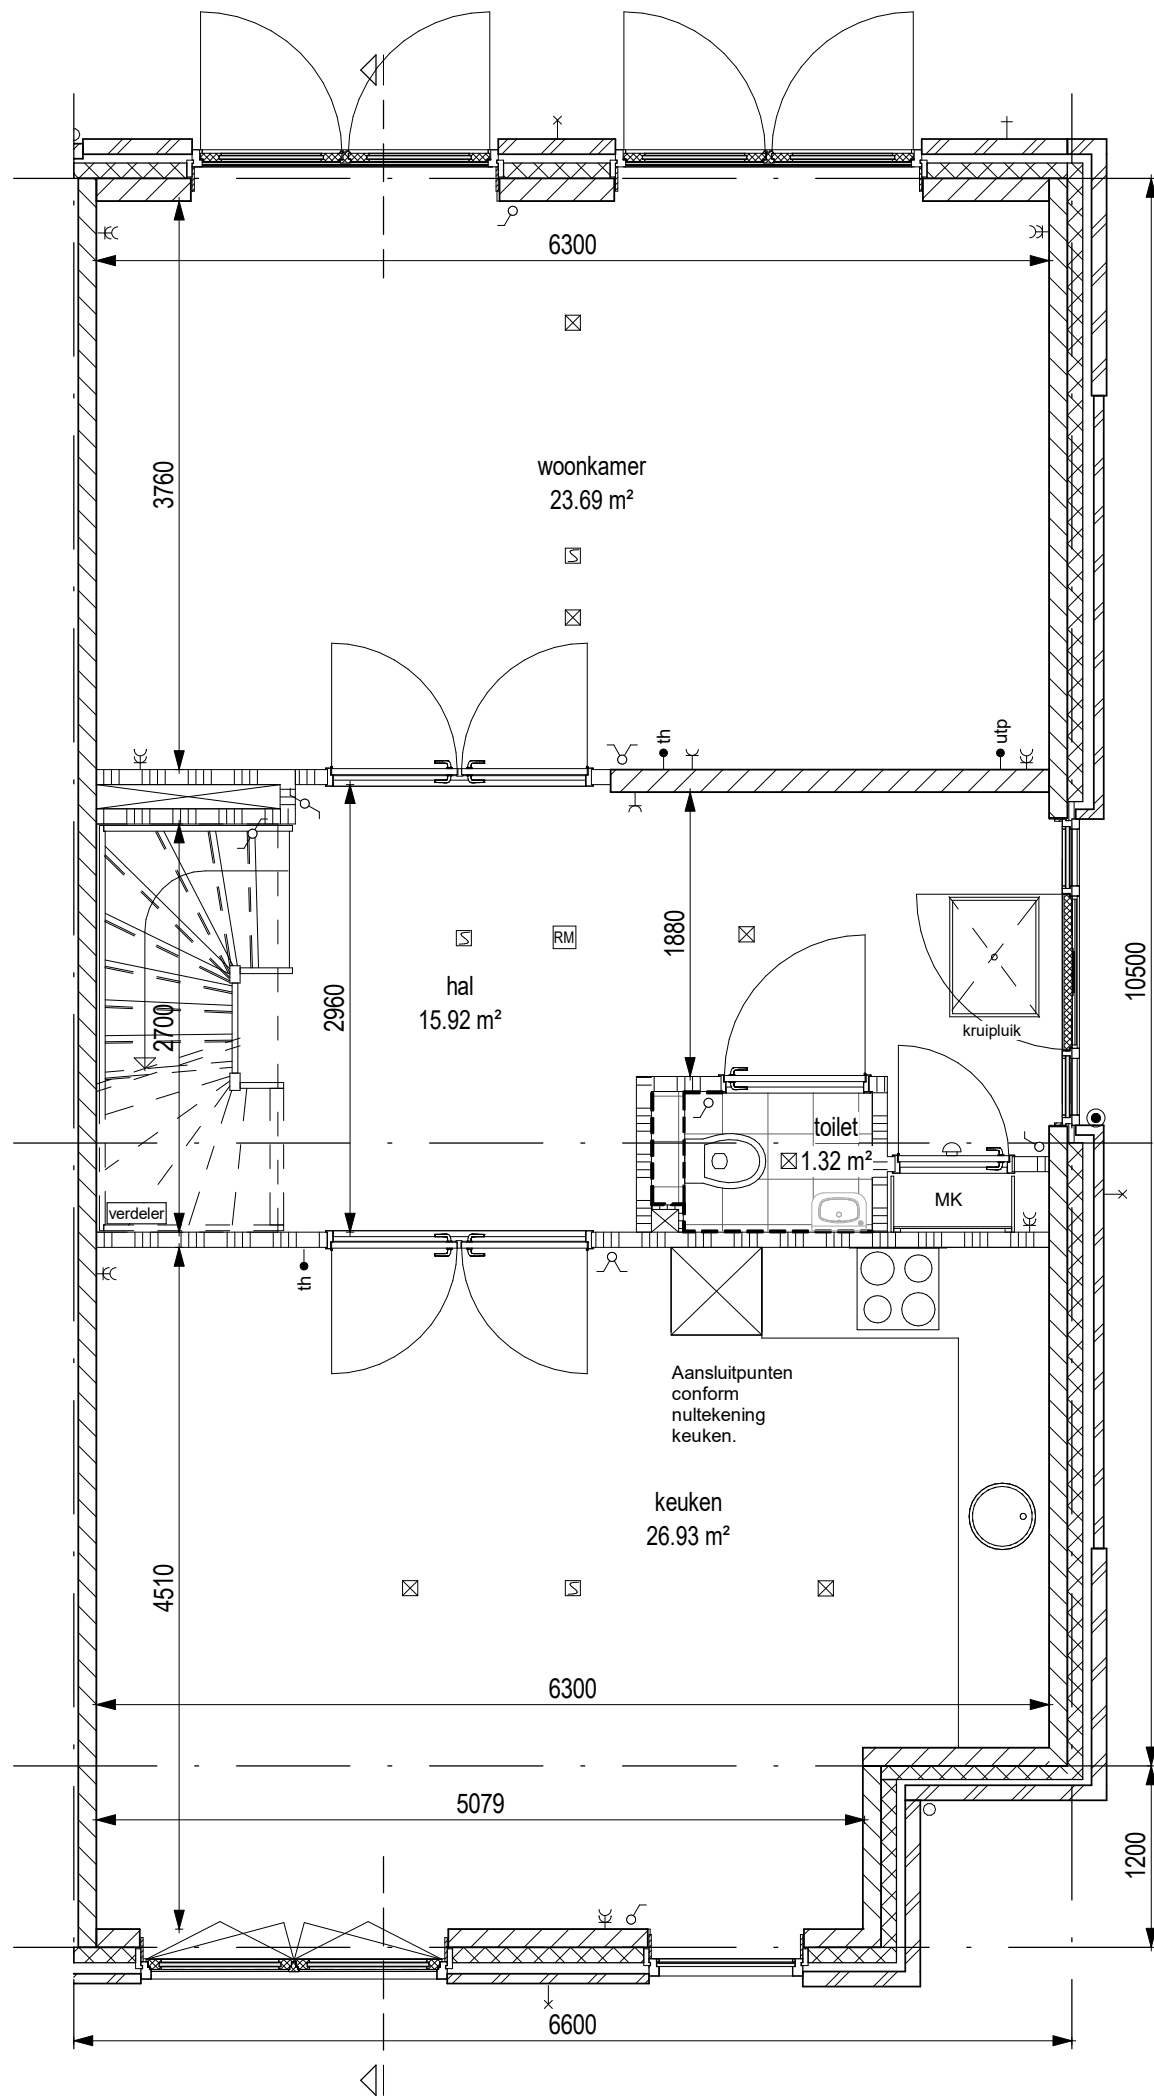 6300
woonkamer
23.69 m²
3760
th
utp
2960
1880
10500
RM
hal
15.92 m²
2700
kruipluik
toilet
1.32 m²
verdeler
MK
th
Aansluitpunten
conform
nultekening
keuken.
keuken
26.93 m²
4510
6300
5079
1200
6600